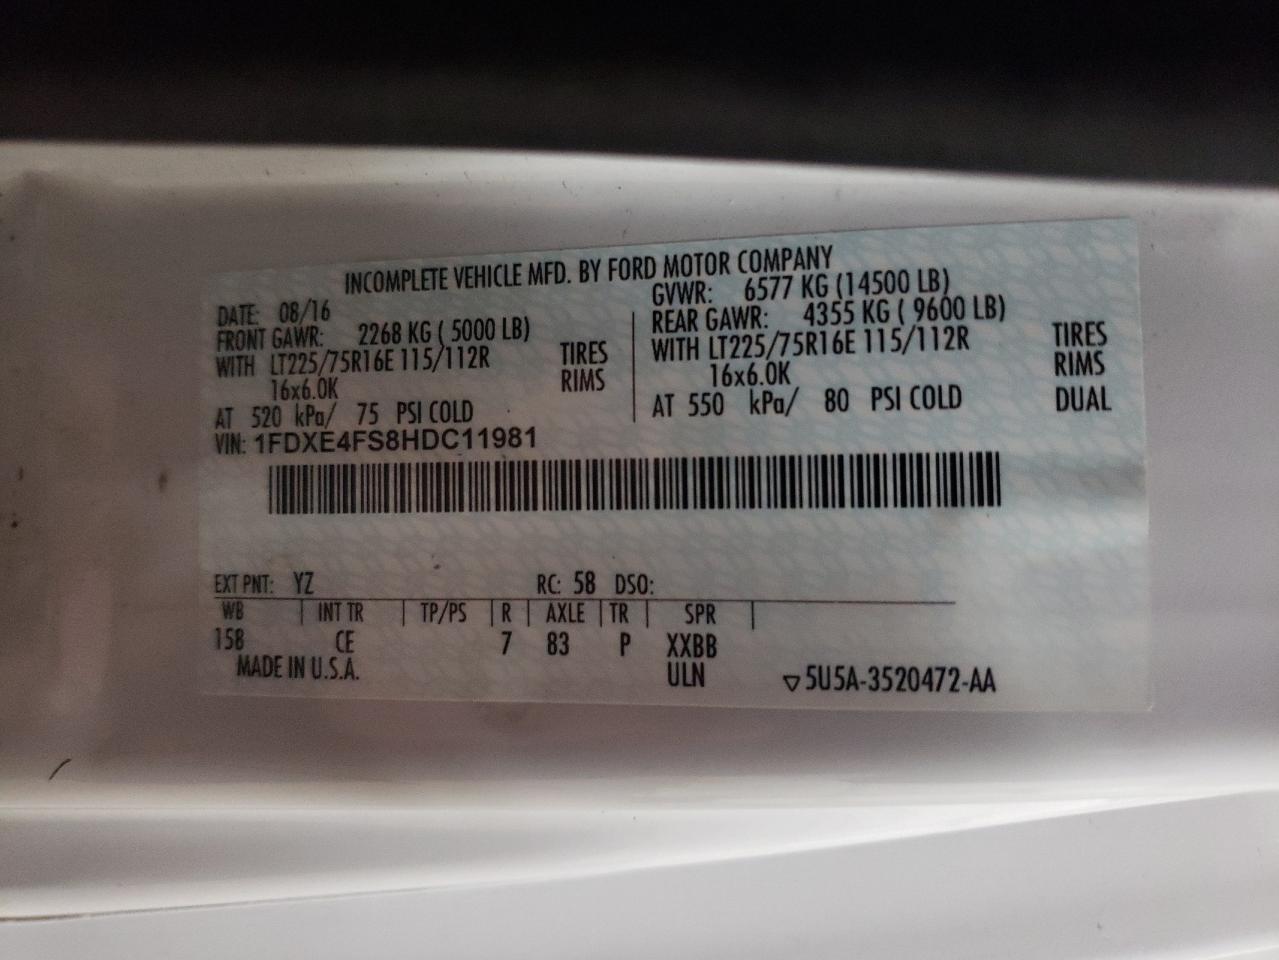 INCOMPLETE VEHICLE MFD. BY FORD MOTOR COMPANY
DATE: 08/16
FRONT GAWR: 2268 KG ( 5000 LB)
WITH LT225/75R16E 115/112R TIRES
16x6.0K RIMS
AT 520 kPa/ 75 PSI COLD
GVWR: 6577 KG (14500 LB)
REAR GAWR: 4355 KG ( 9600 LB)
WITH LT225/75R16E 115/112R TIRES
16x6.0K RIMS
AT 550 kPa/ 80 PSI COLD DUAL
VIN: 1FDXE4FS8HDC11981
EXT PNT: YZ RC: 58 DSO:
WB | INT TR | TP/PS | R | AXLE | TR | SPR |
158 CE 7 83 P XXBB
MADE IN U.S.A. ULN ▽5U5A-3520472-AA